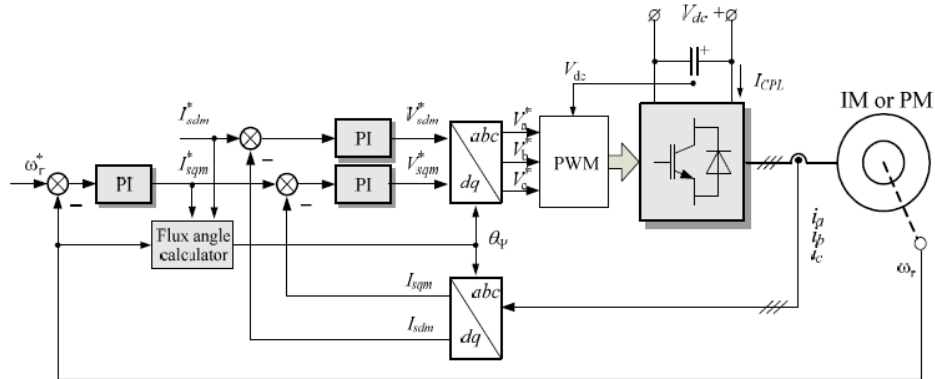 V_dc +
+
V_dc
I_CPL
I*_sdm
V*_sdm
V*_a
IM or PM
PI
abc
ω*_r
I*_sqm
V*_sqm
V*_b
PWM
PI
PI
dq
V*_c
−
−
−
Flux angle
calculator
θ_Ψ
i_a
i_b
i_c
ω_r
I_sqm
abc
I_sdm
dq